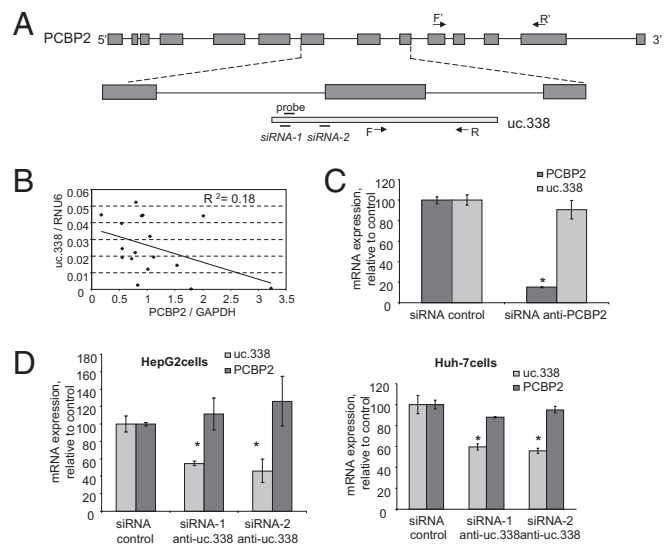 A
PCBP2 5' F' R' 3'
probe
uc.338
siRNA-1 siRNA-2 F R
B
R²= 0.18
uc.338 / RNU6
0.06
0.05
0.04
0.03
0.02
0.01
0
0 0.5 1 1.5 2 2.5 3 3.5
PCBP2 / GAPDH
C
PCBP2
uc.338
mRNA expression,
relative to control
120
100
80
60
40
20
0
*
siRNA control siRNA anti-PCBP2
D
HepG2cells
uc.338
PCBP2
mRNA expression,
relative to control
180
160
140
120
100
80
60
40
20
0
* *
siRNA control
siRNA-1 anti-uc.338
siRNA-2 anti-uc.338
Huh-7cells
uc.338
PCBP2
mRNA expression,
relative to control
120
100
80
60
40
20
0
* *
siRNA control
siRNA-1 anti-uc.338
siRNA-2 anti-uc.338